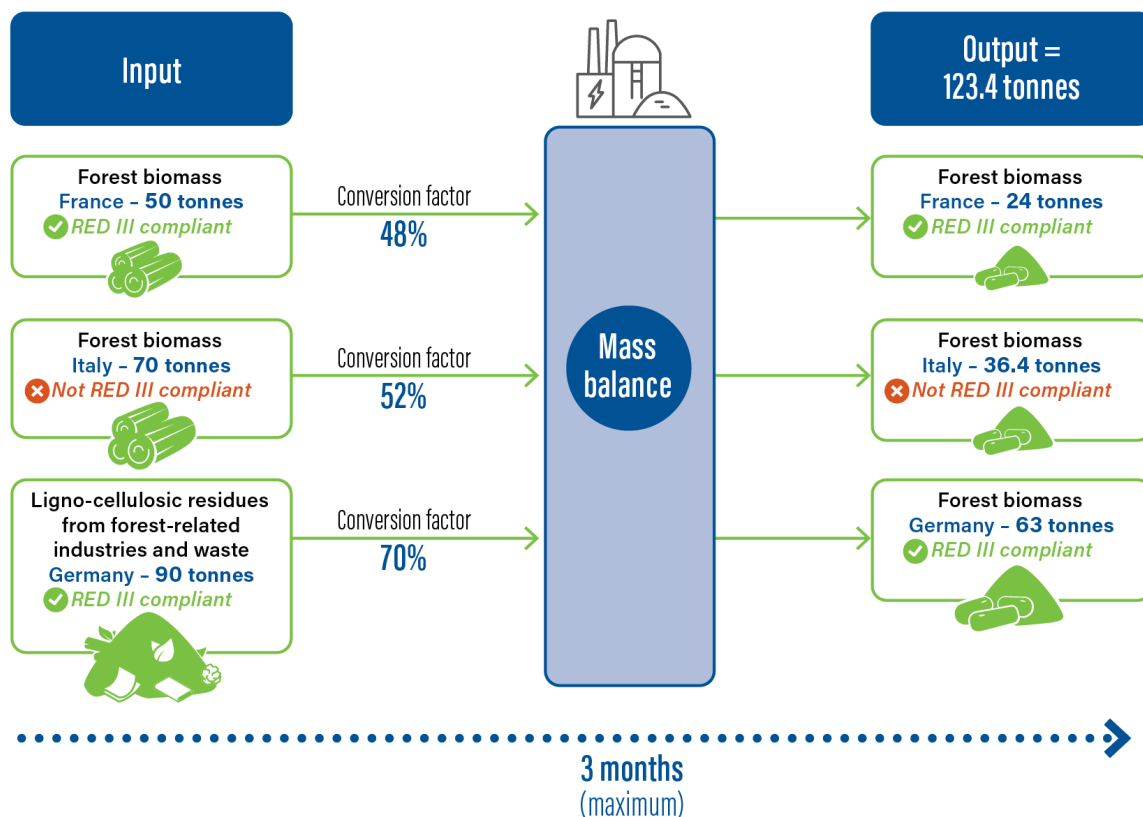 Input
Output =
123.4 tonnes
Forest biomass
France – 50 tonnes
RED III compliant
Conversion factor
48%
Forest biomass
France – 24 tonnes
RED III compliant
Forest biomass
Italy – 70 tonnes
Not RED III compliant
Conversion factor
52%
Mass
balance
Forest biomass
Italy – 36.4 tonnes
Not RED III compliant
Ligno-cellulosic residues
from forest-related
industries and waste
Germany – 90 tonnes
RED III compliant
Conversion factor
70%
Forest biomass
Germany – 63 tonnes
RED III compliant
3 months
(maximum)